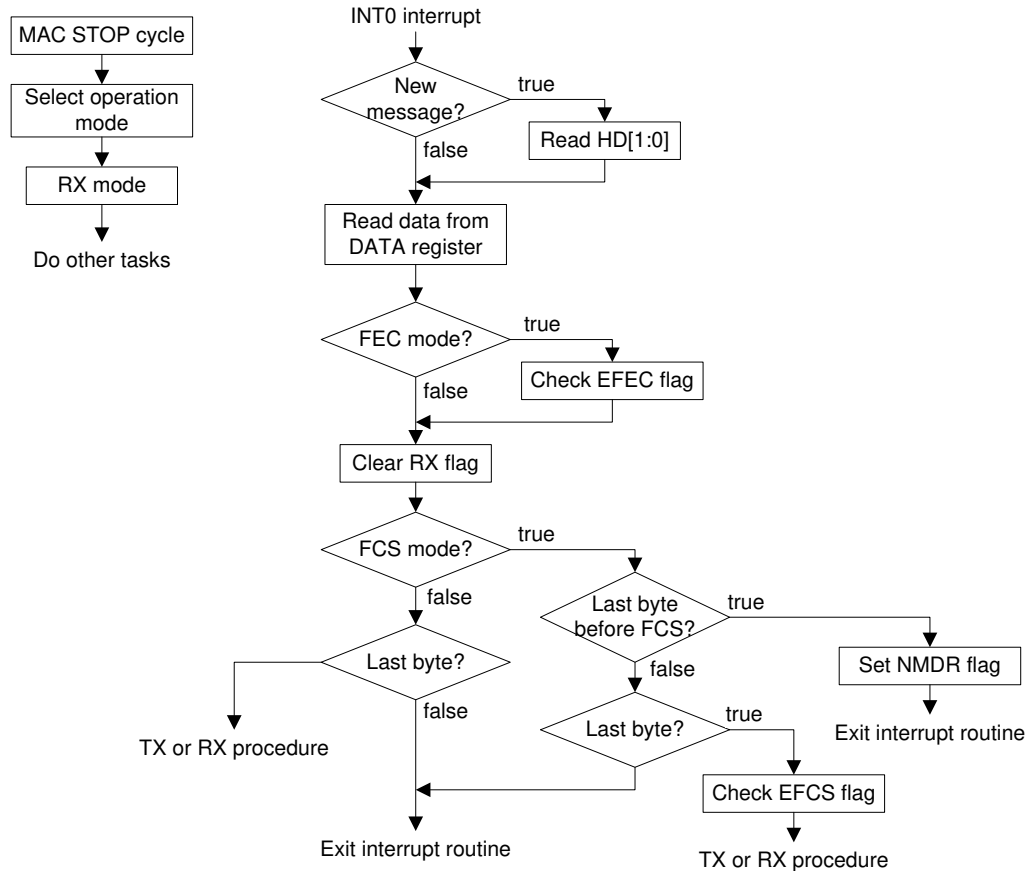 MAC STOP cycle
Select operation
mode
RX mode
Do other tasks
INT0 interrupt
New
message?
true
Read HD[1:0]
false
Read data from
DATA register
FEC mode?
true
Check EFEC flag
false
Clear RX flag
FCS mode?
true
false
Last byte
before FCS?
true
Last byte?
false
Set NMDR flag
false
Last byte?
true
Exit interrupt routine
TX or RX procedure
Check EFCS flag
Exit interrupt routine
TX or RX procedure